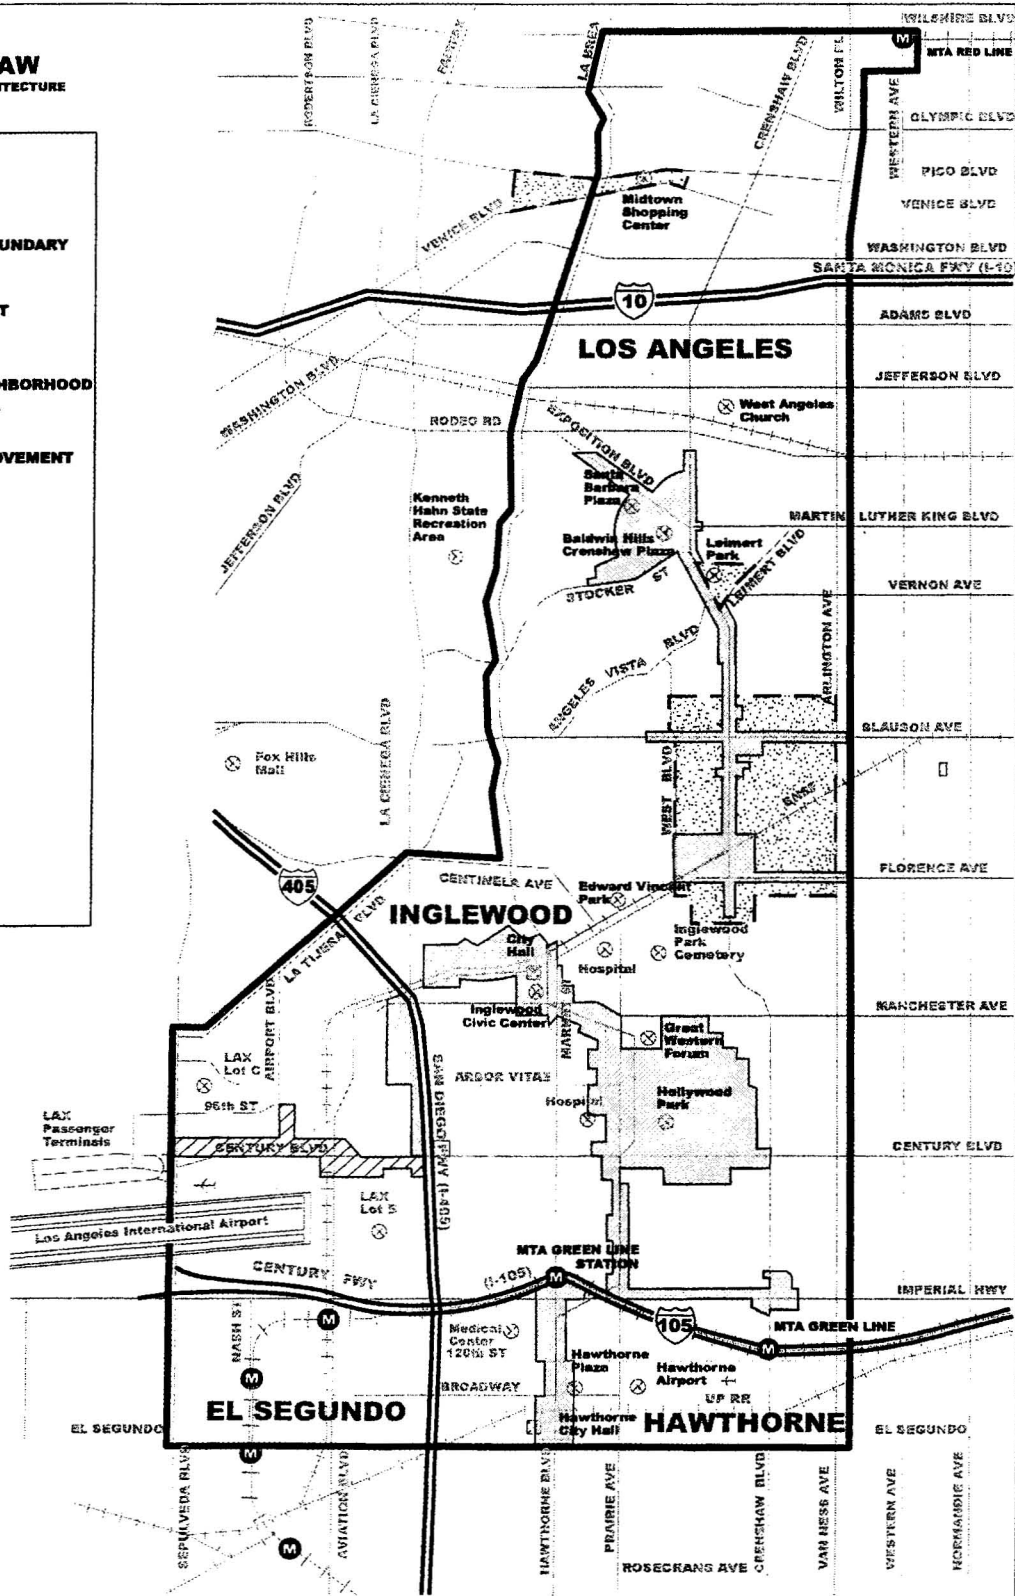 AW
TECTURE
UNDARY
T
HBORHOOD
OVEMENT
WILSHIRE BLVD
MTA RED LINE
M
ROBERTSON BLVD
LA CIENEGA BLVD
FAIRFAX
LA BREA
CRENSHAW BLVD
WILTON PL
WESTERN AVE
OLYMPIC BLVD
PICO BLVD
VENICE BLVD
Midtown
Shopping
Center
VENICE BLVD
WASHINGTON BLVD
SANTA MONICA FWY (I-10)
10
ADAMS BLVD
LOS ANGELES
WASHINGTON BLVD
JEFFERSON BLVD
West Angeles
Church
RODEO RD
EXPOSITION BLVD
Santa
Barbara
Plaza
JEFFERSON BLVD
Kenneth
Hahn State
Recreation
Area
MARTIN LUTHER KING BLVD
Baldwin Hills
Crenshaw Plaza
Leimert
Park
LEIMERT BLVD
STOCKER ST
VERNON AVE
ARLINGTON AVE
ANGELES VISTA BLVD
SLAUSON AVE
Fox Hills
Mall
LA CIENEGA BLVD
WEST BLVD
BNSF
FLORENCE AVE
405
CENTINELA AVE
Edward Vincent
Park
INGLEWOOD
LA TIJERA BLVD
City
Hall
Inglewood
Park
Cemetery
Hospital
AIRPORT BLVD
Inglewood
Civic Center
MARKET ST
MANCHESTER AVE
Great
Western
Forum
LAX
Lot C
ARBOR VITAE
SAN DIEGO FWY (I-405)
Hospital
Hollywood
Park
96th ST
LAX
Passenger
Terminals
CENTURY BLVD
CENTURY BLVD
LAX
Lot S
Los Angeles International Airport
MTA GREEN LINE
STATION
CENTURY FWY
(I-105)
M
IMPERIAL HWY
NASH ST
M
105
MTA GREEN LINE
M
Medical
Center
120th ST
Hawthorne
Plaza
Hawthorne
Airport
M
BROADWAY
UP RR
EL SEGUNDO
Hawthorne
City Hall
HAWTHORNE
EL SEGUNDO
EL SEGUNDO
M
SEPULVEDA BLVD
AVIATION BLVD
HAWTHORNE BLVD
PRAIRIE AVE
CRENSHAW BLVD
VAN NESS AVE
WESTERN AVE
NORMANDIE AVE
M
ROSECRANS AVE